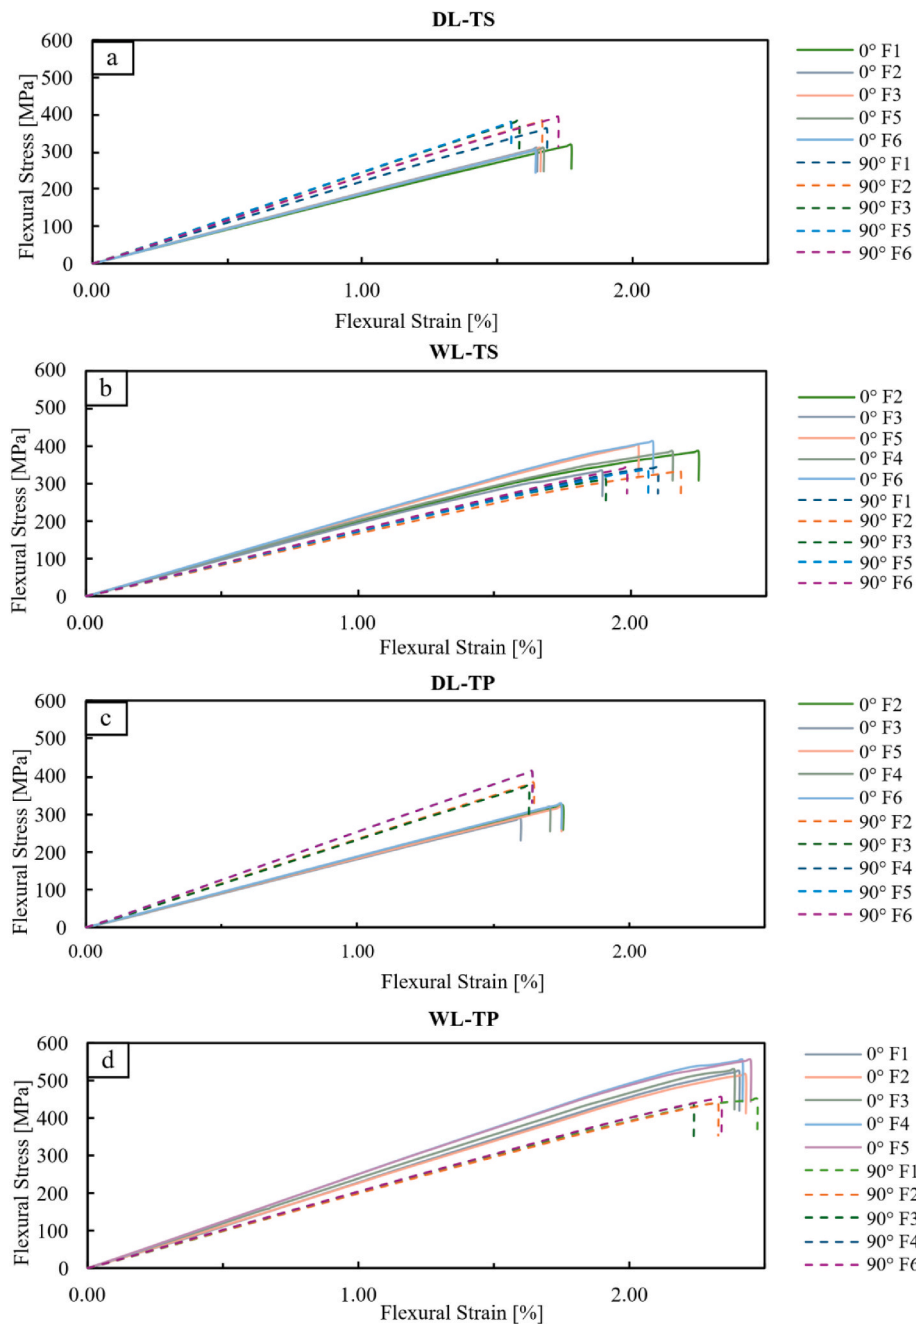 DL-TS
a
Flexural Stress [MPa]
600
500
400
300
200
100
0
0.00
1.00
2.00
Flexural Strain [%]
0° F1
0° F2
0° F3
0° F5
0° F6
90° F1
90° F2
90° F3
90° F5
90° F6
WL-TS
b
Flexural Stress [MPa]
600
500
400
300
200
100
0
0.00
1.00
2.00
Flexural Strain [%]
0° F2
0° F3
0° F5
0° F4
0° F6
90° F1
90° F2
90° F3
90° F5
90° F6
DL-TP
c
Flexural Stress [MPa]
600
500
400
300
200
100
0
0.00
1.00
2.00
Flexural Strain [%]
0° F2
0° F3
0° F5
0° F4
0° F6
90° F2
90° F3
90° F4
90° F5
90° F6
WL-TP
d
Flexural Stress [MPa]
600
500
400
300
200
100
0
0.00
1.00
2.00
Flexural Strain [%]
0° F1
0° F2
0° F3
0° F4
0° F5
90° F1
90° F2
90° F3
90° F4
90° F6